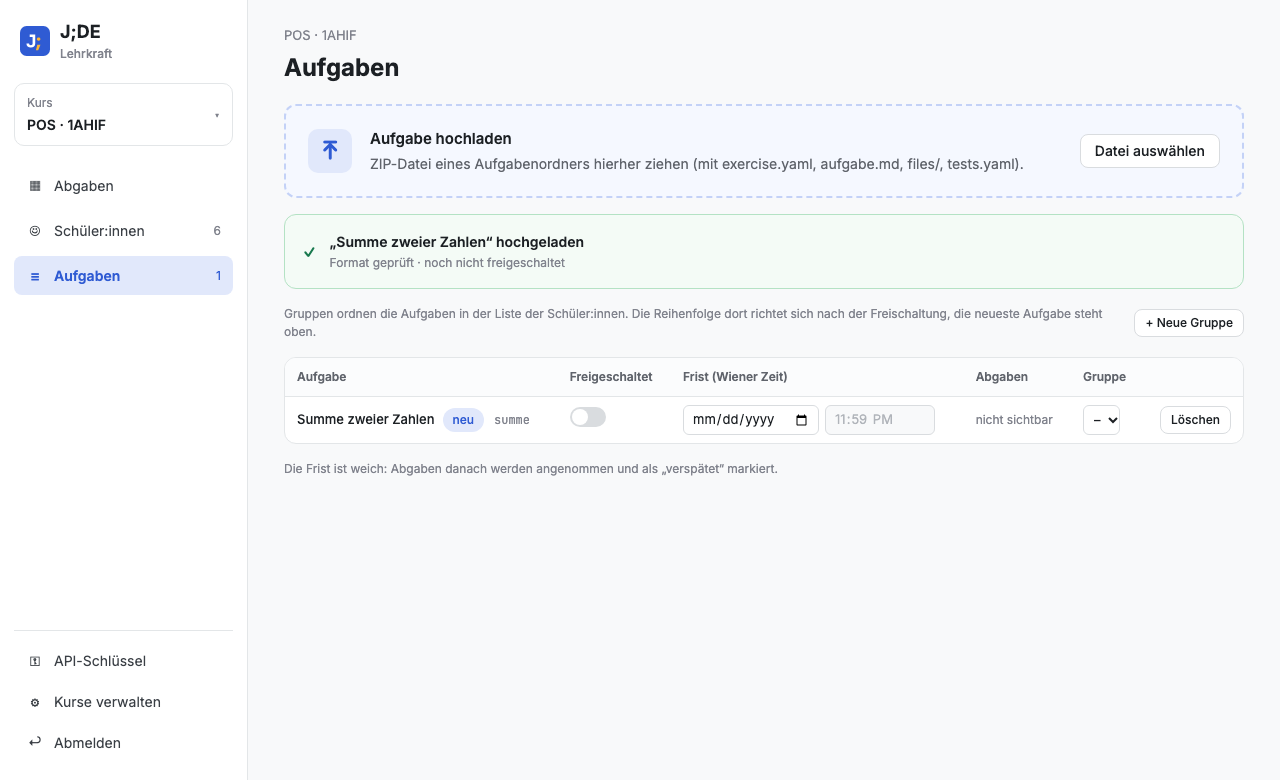 J;DE
Lehrkraft
Kurs
POS · 1AHIF
Abgaben
Schüler:innen 6
Aufgaben 1
API-Schlüssel
Kurse verwalten
Abmelden
POS · 1AHIF
Aufgaben
Aufgabe hochladen
ZIP-Datei eines Aufgabenordners hierher ziehen (mit exercise.yaml, aufgabe.md, files/, tests.yaml).
Datei auswählen
„Summe zweier Zahlen“ hochgeladen
Format geprüft · noch nicht freigeschaltet
Gruppen ordnen die Aufgaben in der Liste der Schüler:innen. Die Reihenfolge dort richtet sich nach der Freischaltung, die neueste Aufgabe steht
oben.
+ Neue Gruppe
Aufgabe Freigeschaltet Frist (Wiener Zeit) Abgaben Gruppe
Summe zweier Zahlen neu summe mm/dd/yyyy 11:59 PM nicht sichtbar – Löschen
Die Frist ist weich: Abgaben danach werden angenommen und als „verspätet“ markiert.